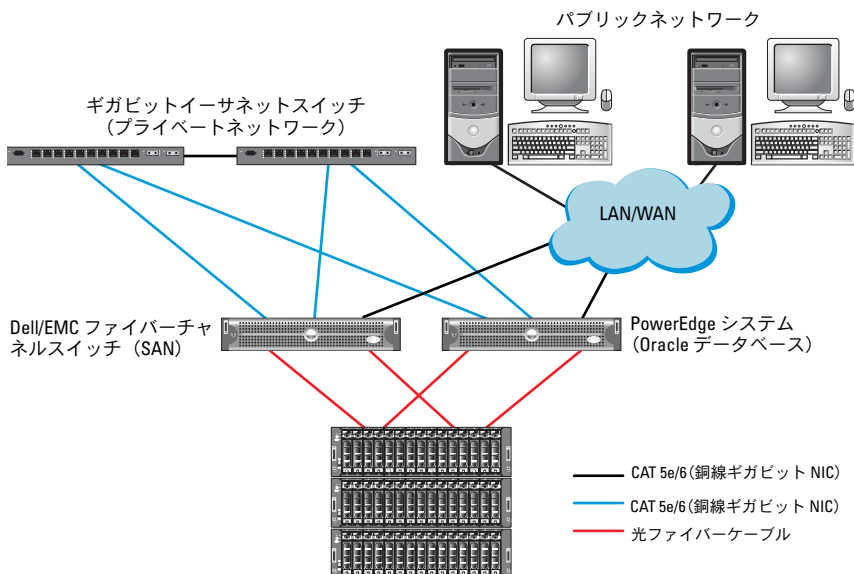 パブリックネットワーク
ギガビットイーサネットスイッチ
（プライベートネットワーク）
LAN/WAN
Dell/EMC ファイバーチャ
ネルスイッチ（SAN）
PowerEdge システム
（Oracle データベース）
CAT 5e/6（銅線ギガビット NIC）
CAT 5e/6（銅線ギガビット NIC）
光ファイバーケーブル